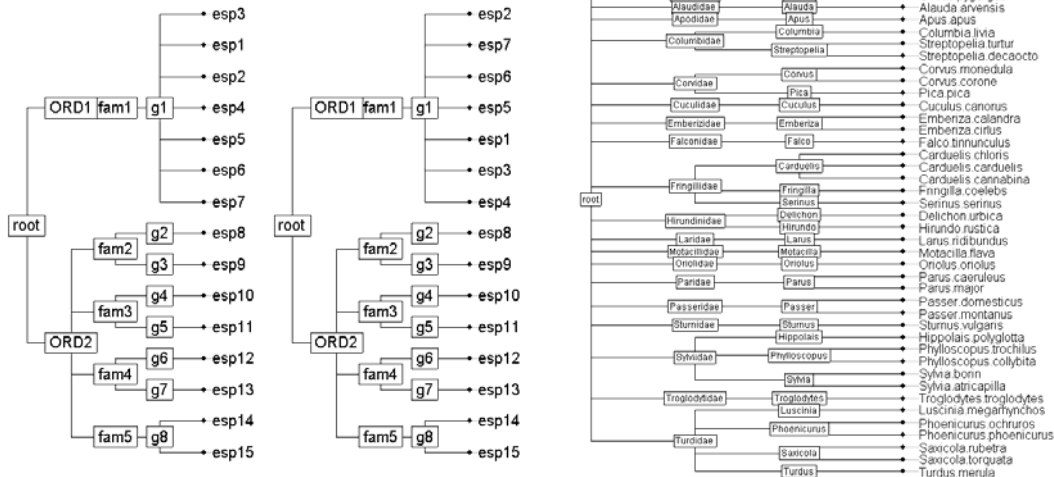 esp3
esp1
esp2
ORD1 fam1 g1 esp4
esp5
esp6
esp7
root
g2 esp8
fam2
g3 esp9
g4 esp10
fam3
g5 esp11
ORD2
g6 esp12
fam4
g7 esp13
esp14
fam5 g8
esp15
esp2
esp7
esp6
ORD1 fam1 g1 esp5
esp1
esp3
esp4
root
g2 esp8
fam2
g3 esp9
g4 esp10
fam3
g5 esp11
ORD2
g6 esp12
fam4
g7 esp13
esp14
fam5 g8
esp15
Alaudidae Alauda Alauda.arvensis
Apodidae Apus Apus.apus
Columbia Columbia.livia
Columbidae Streptopelia.turtur
Streptopelia Streptopelia.decaocto
Corvus Corvus.monedula
Corvidae Corvus.corone
Pica Pica.pica
Cuculidae Cuculus Cuculus.canorus
Emberizidae Emberiza Emberiza.calandra
Emberiza.cirlus
Falconidae Falco Falco.tinnunculus
Carduelis.chloris
Carduelis Carduelis.carduelis
Carduelis.cannabina
Fringillidae Fringilla Fringilla.coelebs
root Serinus Serinus.serinus
Delichon Delichon.urbica
Hirundinidae Hirundo Hirundo.rustica
Laridae Larus Larus.ridibundus
Motacillidae Motacilla Motacilla.flava
Oriolidae Oriolus Oriolus.oriolus
Paridae Parus Parus.caeruleus
Parus.major
Passeridae Passer Passer.domesticus
Passer.montanus
Sturnidae Sturnus Sturnus.vulgaris
Hippolais Hippolais.polyglotta
Sylviidae Phylloscopus Phylloscopus.trochilus
Phylloscopus.collybita
Sylvia Sylvia.borin
Sylvia.atricapilla
Troglodytidae Troglodytes Troglodytes.troglodytes
Luscinia Luscinia.megarhynchos
Phoenicurus Phoenicurus.ochruros
Phoenicurus.phoenicurus
Turdidae Saxicola.rubetra
Saxicola Saxicola.torquata
Turdus Turdus.merula